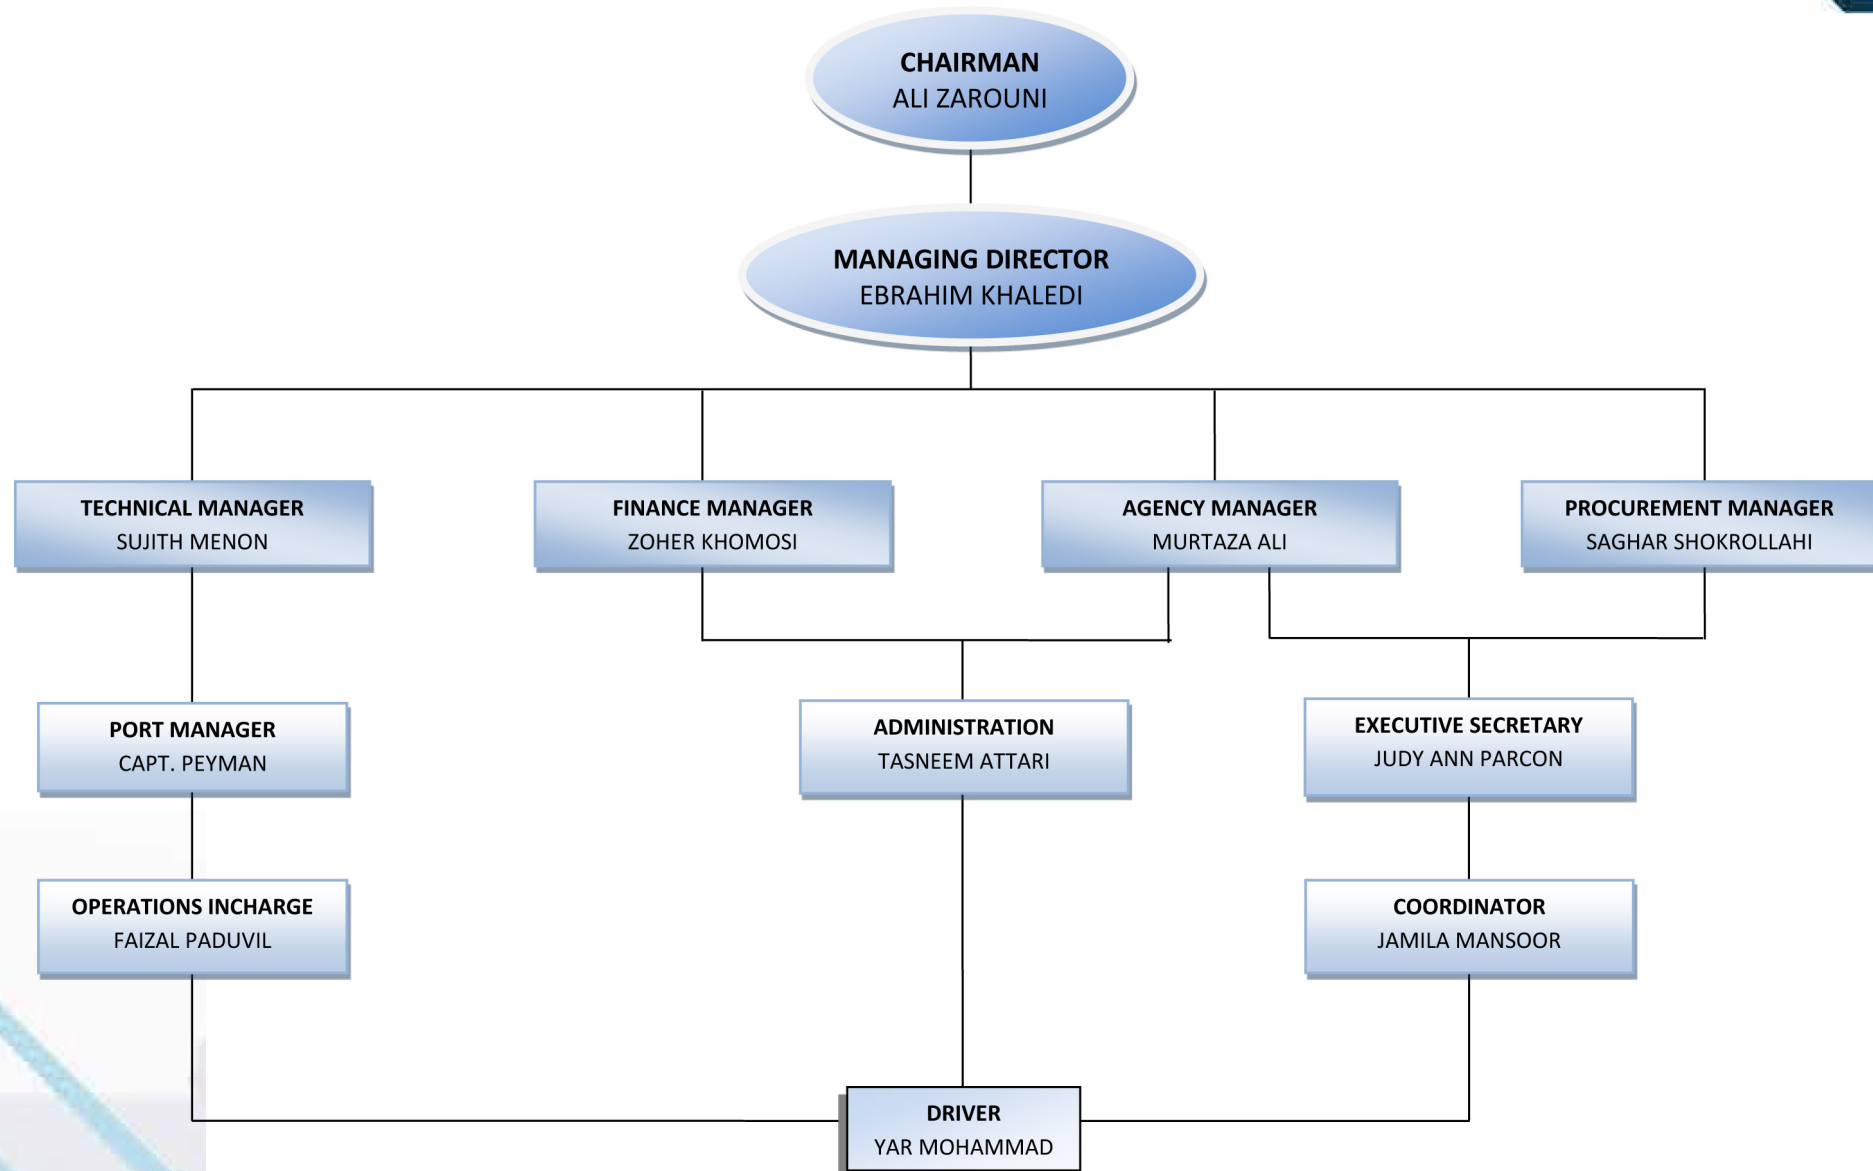 CHAIRMAN
ALI ZAROUNI
MANAGING DIRECTOR
EBRAHIM KHALEDI
TECHNICAL MANAGER
SUJITH MENON
FINANCE MANAGER
ZOHER KHOMOSI
AGENCY MANAGER
MURTAZA ALI
PROCUREMENT MANAGER
SAGHAR SHOKROLLAHI
PORT MANAGER
CAPT. PEYMAN
ADMINISTRATION
TASNEEM ATTARI
EXECUTIVE SECRETARY
JUDY ANN PARCON
OPERATIONS INCHARGE
FAIZAL PADUVIL
COORDINATOR
JAMILA MANSOOR
DRIVER
YAR MOHAMMAD